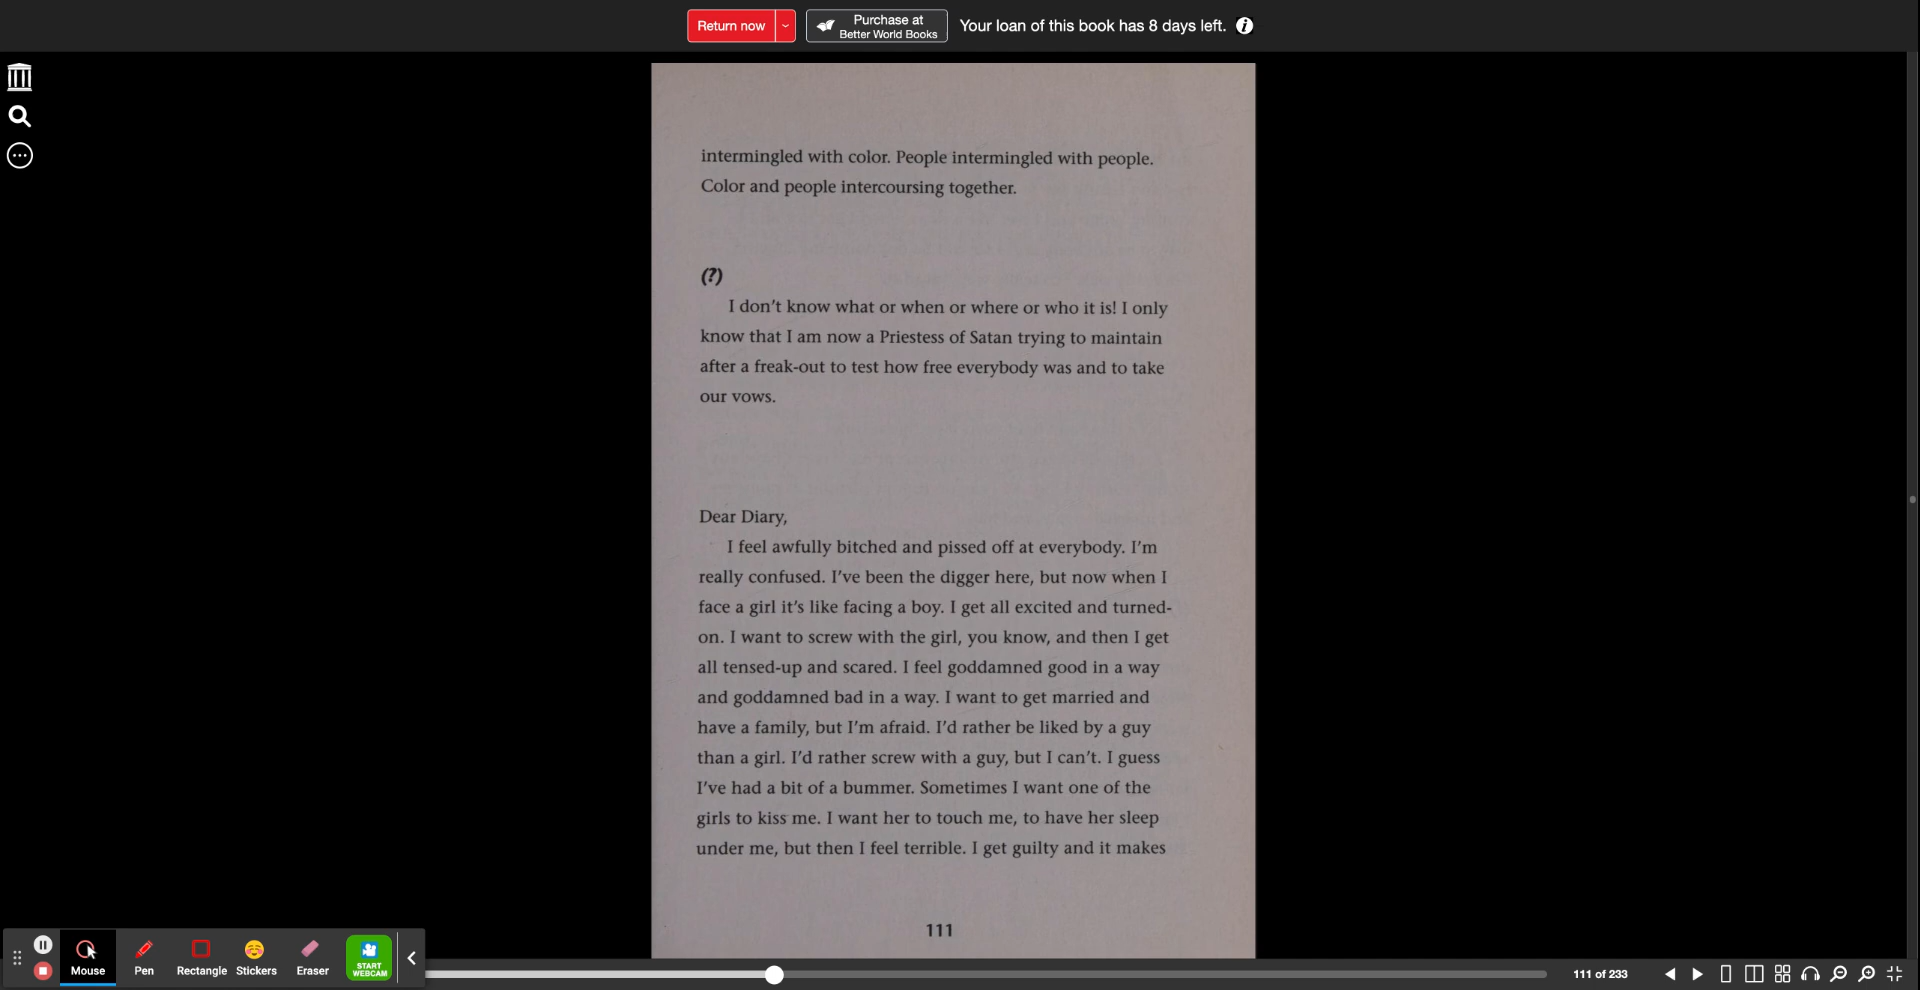 Return now
Purchase at
Better World Books
Your loan of this book has 8 days left.
intermingled with color. People intermingled with people.
Color and people intercoursing together.
(?)
I don't know what or when or where or who it is! I only
know that I am now a Priestess of Satan trying to maintain
after a freak-out to test how free everybody was and to take
our vows.
Dear Diary,
I feel awfully bitched and pissed off at everybody. I'm
really confused. I've been the digger here, but now when I
face a girl it's like facing a boy. I get all excited and turned-
on. I want to screw with the girl, you know, and then I get
all tensed-up and scared. I feel goddamned good in a way
and goddamned bad in a way. I want to get married and
have a family, but I'm afraid. I'd rather be liked by a guy
than a girl. I'd rather screw with a guy, but I can't. I guess
I've had a bit of a bummer. Sometimes I want one of the
girls to kiss me. I want her to touch me, to have her sleep
under me, but then I feel terrible. I get guilty and it makes
111
Mouse
Pen
Rectangle
Stickers
Eraser
START
WEBCAM
111 of 233